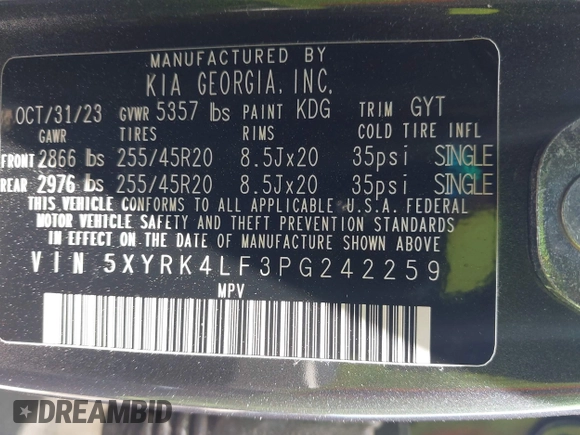 MANUFACTURED BY
KIA GEORGIA, INC.
OCT/31/23 GVWR 5357 lbs PAINT KDG TRIM GYT
GAWR TIRES RIMS COLD TIRE INFL
FRONT 2866 lbs 255/45R20 8.5Jx20 35psi SINGLE
REAR 2976 lbs 255/45R20 8.5Jx20 35psi SINGLE
THIS VEHICLE CONFORMS TO ALL APPLICABLE U.S.A. FEDERAL
MOTOR VEHICLE SAFETY AND THEFT PREVENTION STANDARDS
IN EFFECT ON THE DATE OF MANUFACTURE SHOWN ABOVE.
VIN 5XYRK4LF3PG242259
MPV
DREAMBID